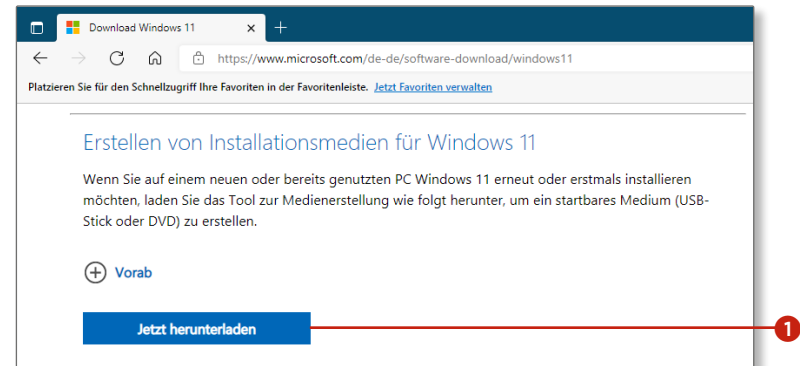 Download Windows 11
https://www.microsoft.com/de-de/software-download/windows11
Platzieren Sie für den Schnellzugriff Ihre Favoriten in der Favoritenleiste. Jetzt Favoriten verwalten
Erstellen von Installationsmedien für Windows 11
Wenn Sie auf einem neuen oder bereits genutzten PC Windows 11 erneut oder erstmals installieren
möchten, laden Sie das Tool zur Medienerstellung wie folgt herunter, um ein startbares Medium (USB-
Stick oder DVD) zu erstellen.
Vorab
Jetzt herunterladen
1